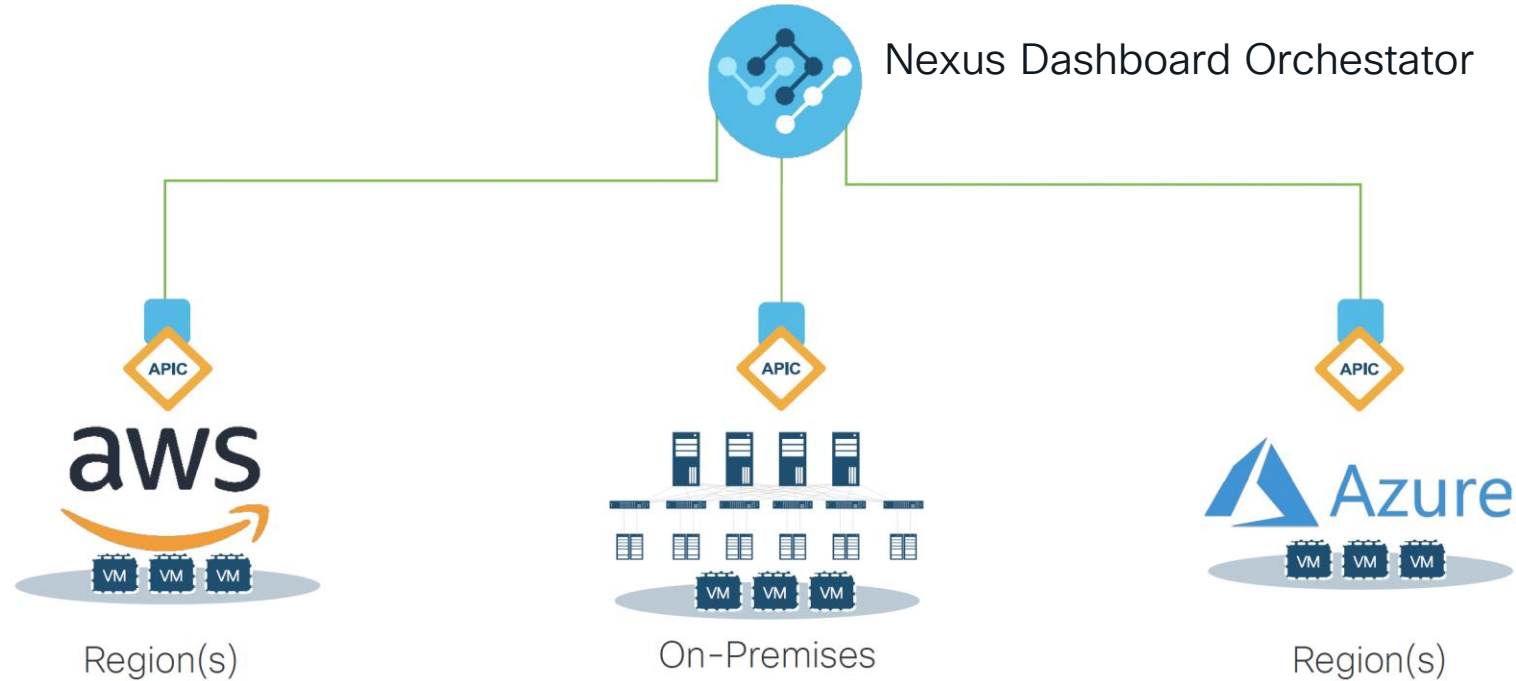 Nexus Dashboard Orchestator
APIC
APIC
APIC
aws
Azure
VM VM VM
VM VM VM
VM VM VM
Region(s)
On-Premises
Region(s)